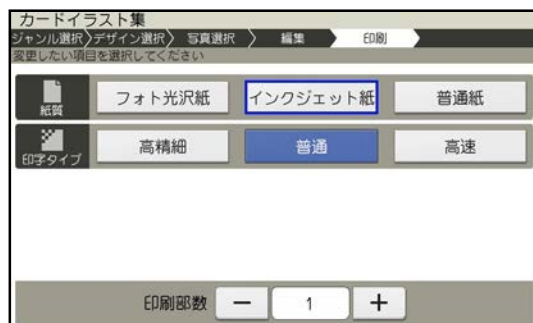 カードイラスト集
ジャンル選択〉デザイン選択〉 写真選択 〉 編集 印刷
変更したい項目を選択してください
紙質 フォト光沢紙 インクジェット紙 普通紙
印字タイプ 高精細 普通 高速
印刷部数 − 1 +